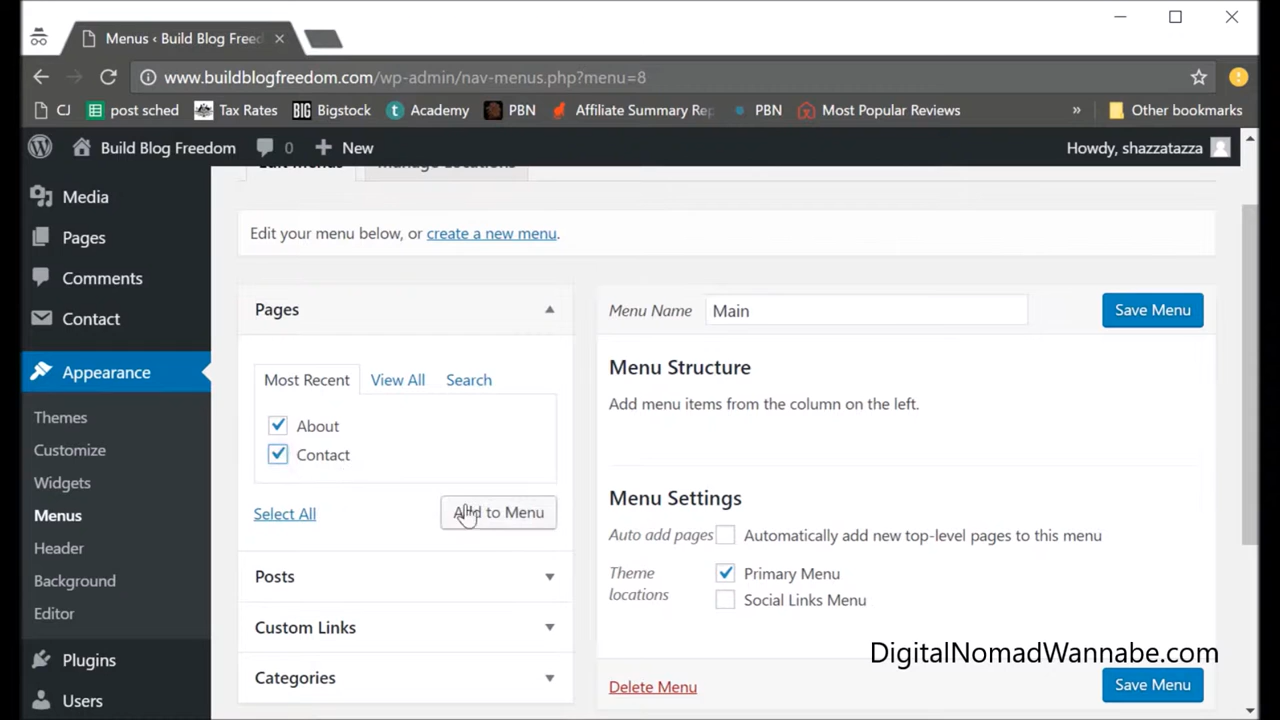 Menus ‹ Build Blog Freed
www.buildblogfreedom.com/wp-admin/nav-menus.php?menu=8
CJ post sched Tax Rates BIG Bigstock t Academy PBN Affiliate Summary Rep PBN Most Popular Reviews » Other bookmarks
Build Blog Freedom 0 New Howdy, shazzatazza
Edit Menus Manage Locations
Media
Pages
Comments
Contact
Appearance
Themes
Customize
Widgets
Menus
Header
Background
Editor
Plugins
Users
Edit your menu below, or create a new menu.
Pages
Most Recent View All Search
About
Contact
Select All Add to Menu
Posts
Custom Links
Categories
Menu Name Main Save Menu
Menu Structure
Add menu items from the column on the left.
Menu Settings
Auto add pages Automatically add new top-level pages to this menu
Theme locations Primary Menu
Social Links Menu
DigitalNomadWannabe.com
Delete Menu Save Menu